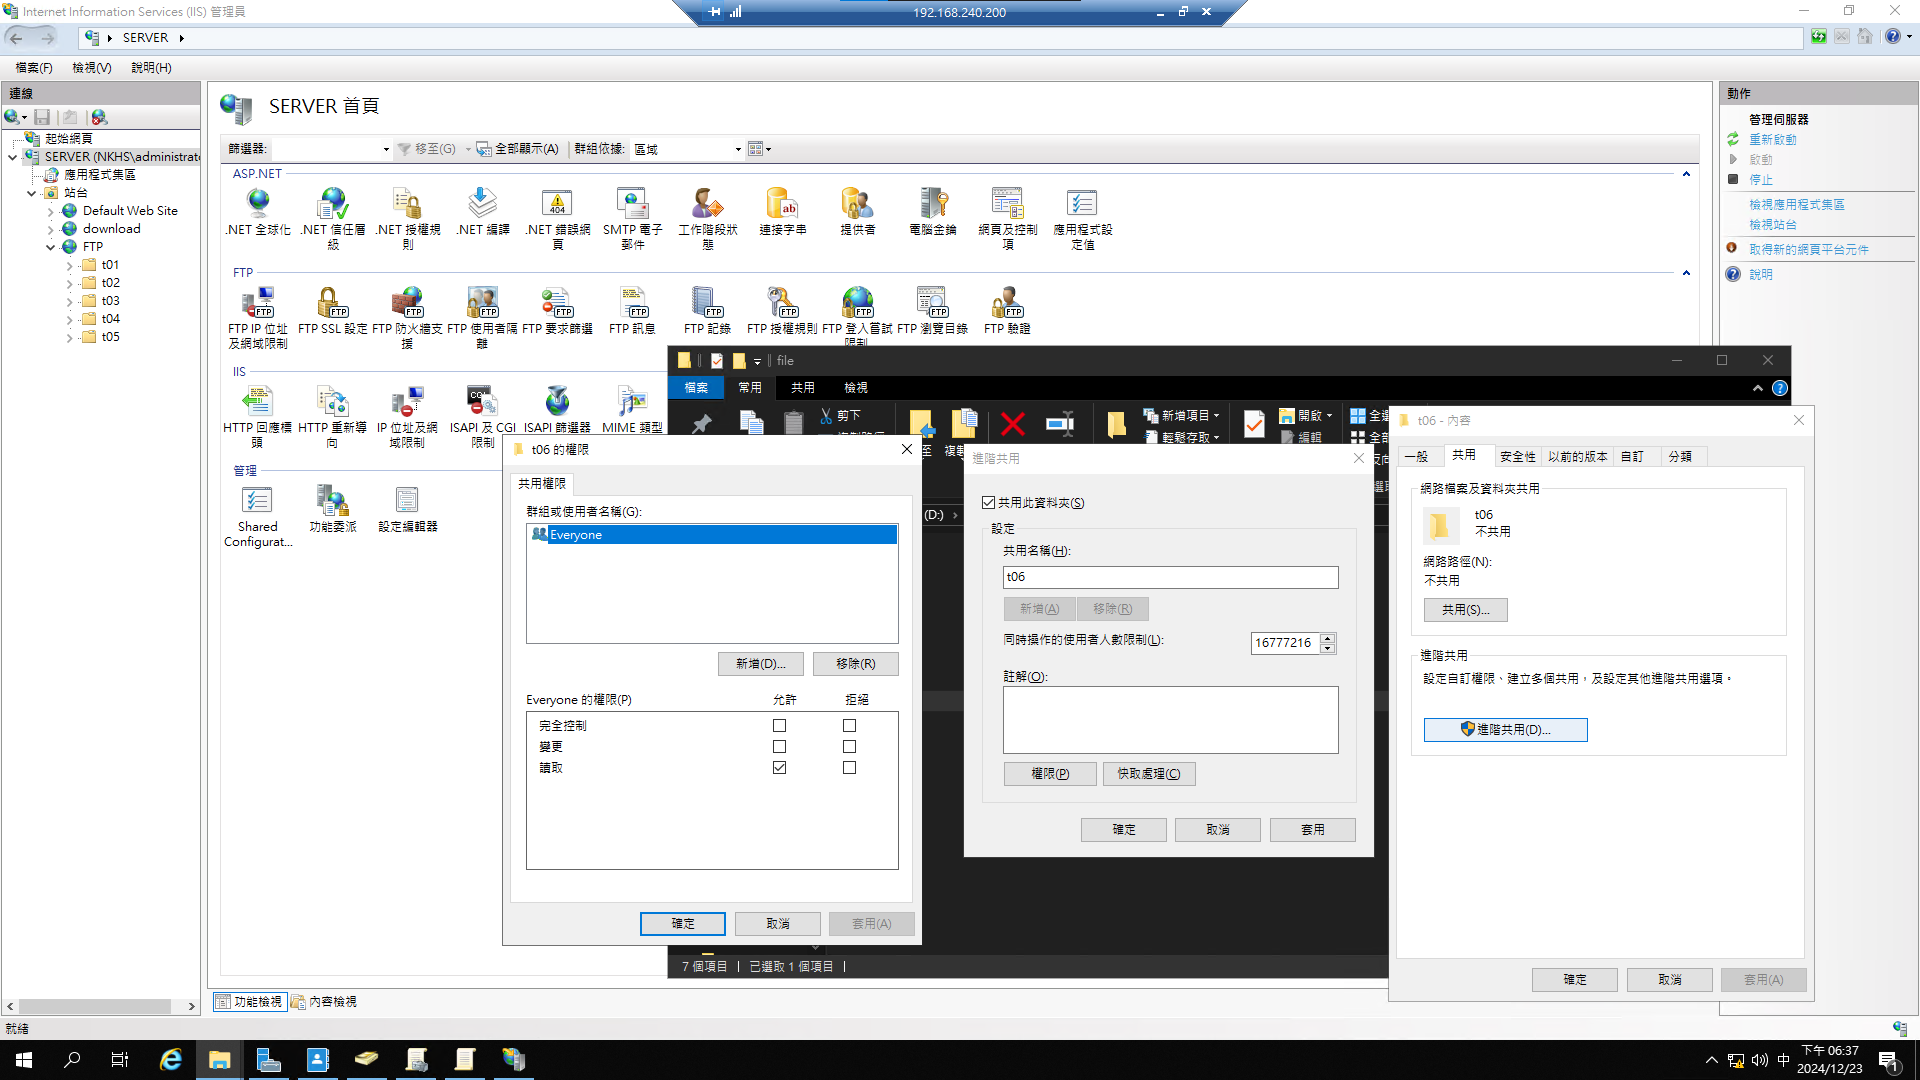 Internet Information Services (IIS) 管理員
192.168.240.200
SERVER
檔案(F) 檢視(V) 說明(H)
連線
起始網頁
SERVER (NKHS\administrat
應用程式集區
站台
Default Web Site
download
FTP
t01
t02
t03
t04
t05
SERVER 首頁
篩選器: 移至(G) 全部顯示(A) 群組依據: 區域
ASP.NET
.NET 全球化
.NET 信任層級
.NET 授權規則
.NET 編譯
.NET 錯誤網頁
SMTP 電子郵件
工作階段狀態
連接字串
提供者
電腦金鑰
網頁及控制項
應用程式設定值
FTP
FTP IP 位址及網域限制
FTP SSL 設定
FTP 防火牆支援
FTP 使用者隔離
FTP 要求篩選
FTP 訊息
FTP 記錄
FTP 授權規則
FTP 登入嘗試限制
FTP 瀏覽目錄
FTP 驗證
IIS
HTTP 回應標頭
HTTP 重新導向
IP 位址及網域限制
ISAPI 及 CGI 限制
ISAPI 篩選器
MIME 類型
管理
Shared Configurat...
功能委派
設定編輯器
功能檢視 內容檢視
就緒
動作
管理伺服器
重新啟動
啟動
停止
檢視應用程式集區
檢視站台
取得新的網頁平台元件
說明
file
檔案 常用 共用 檢視
剪下
新增項目
輕鬆存取
開啟
編輯
(D:)
7 個項目 已選取 1 個項目
t06 的權限
共用權限
群組或使用者名稱(G):
Everyone
新增(D)... 移除(R)
Everyone 的權限(P) 允許 拒絕
完全控制
變更
讀取
確定 取消 套用(A)
進階共用
共用此資料夾(S)
設定
共用名稱(H):
t06
新增(A) 移除(R)
同時操作的使用者人數限制(L): 16777216
註解(O):
權限(P) 快取處理(C)
確定 取消 套用
t06 - 內容
一般 共用 安全性 以前的版本 自訂 分類
網路檔案及資料夾共用
t06
不共用
網路路徑(N):
不共用
共用(S)...
進階共用
設定自訂權限、建立多個共用，及設定其他進階共用選項。
進階共用(D)...
確定 取消 套用(A)
中
下午 06:37
2024/12/23
1